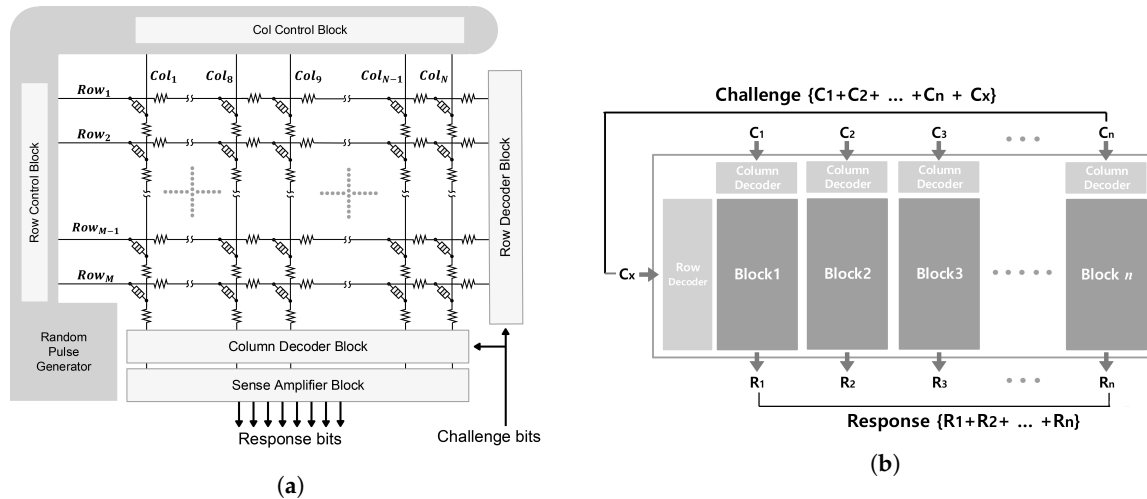 Col Control Block
Col1 Col8 Col9 ColN-1 ColN
Row1
Row2
RowM-1
RowM
Row Control Block
Row Decoder Block
Random
Pulse
Generator
Column Decoder Block
Sense Amplifier Block
Response bits
Challenge bits
(a)
Challenge {C1+C2+ ... +Cn + Cx}
C1 C2 C3 Cn
Column
Decoder
Column
Decoder
Column
Decoder
Column
Decoder
Cx
Row
Decoder
Block1
Block2
Block3
Block n
R1 R2 R3 Rn
Response {R1+R2+ ... +Rn}
(b)